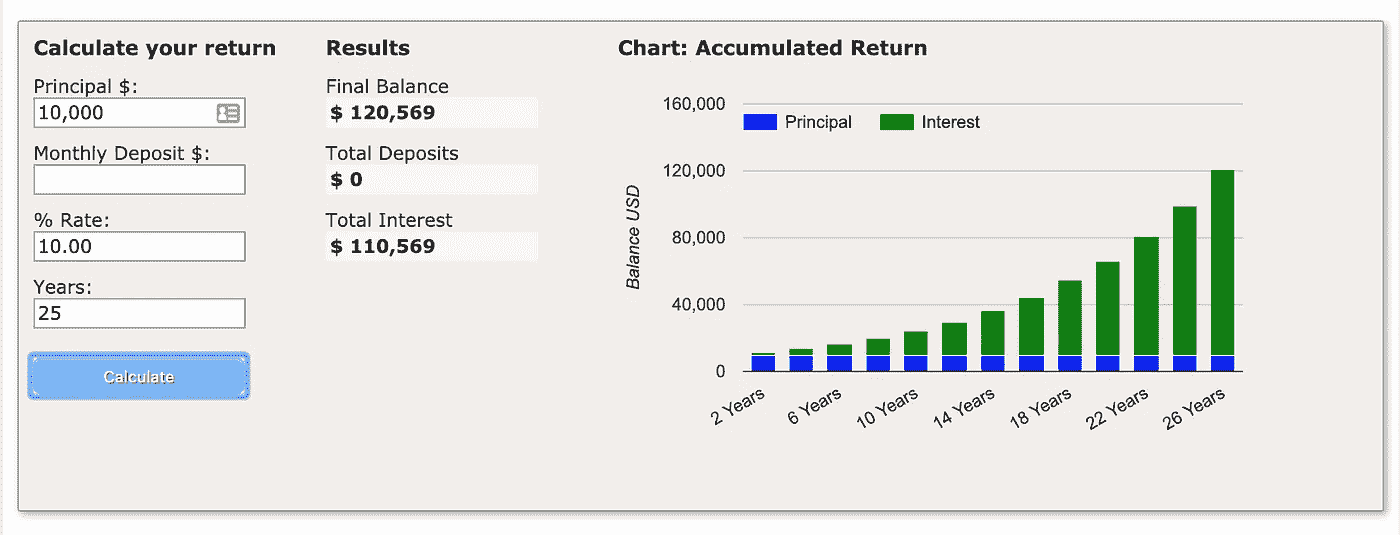 Calculate your return
Principal $:
10,000
Monthly Deposit $:
% Rate:
10.00
Years:
25
Calculate
Results
Final Balance
$ 120,569
Total Deposits
$ 0
Total Interest
$ 110,569
Chart: Accumulated Return
Principal Interest
160,000
120,000
80,000
40,000
0
Balance USD
2 Years 6 Years 10 Years 14 Years 18 Years 22 Years 26 Years